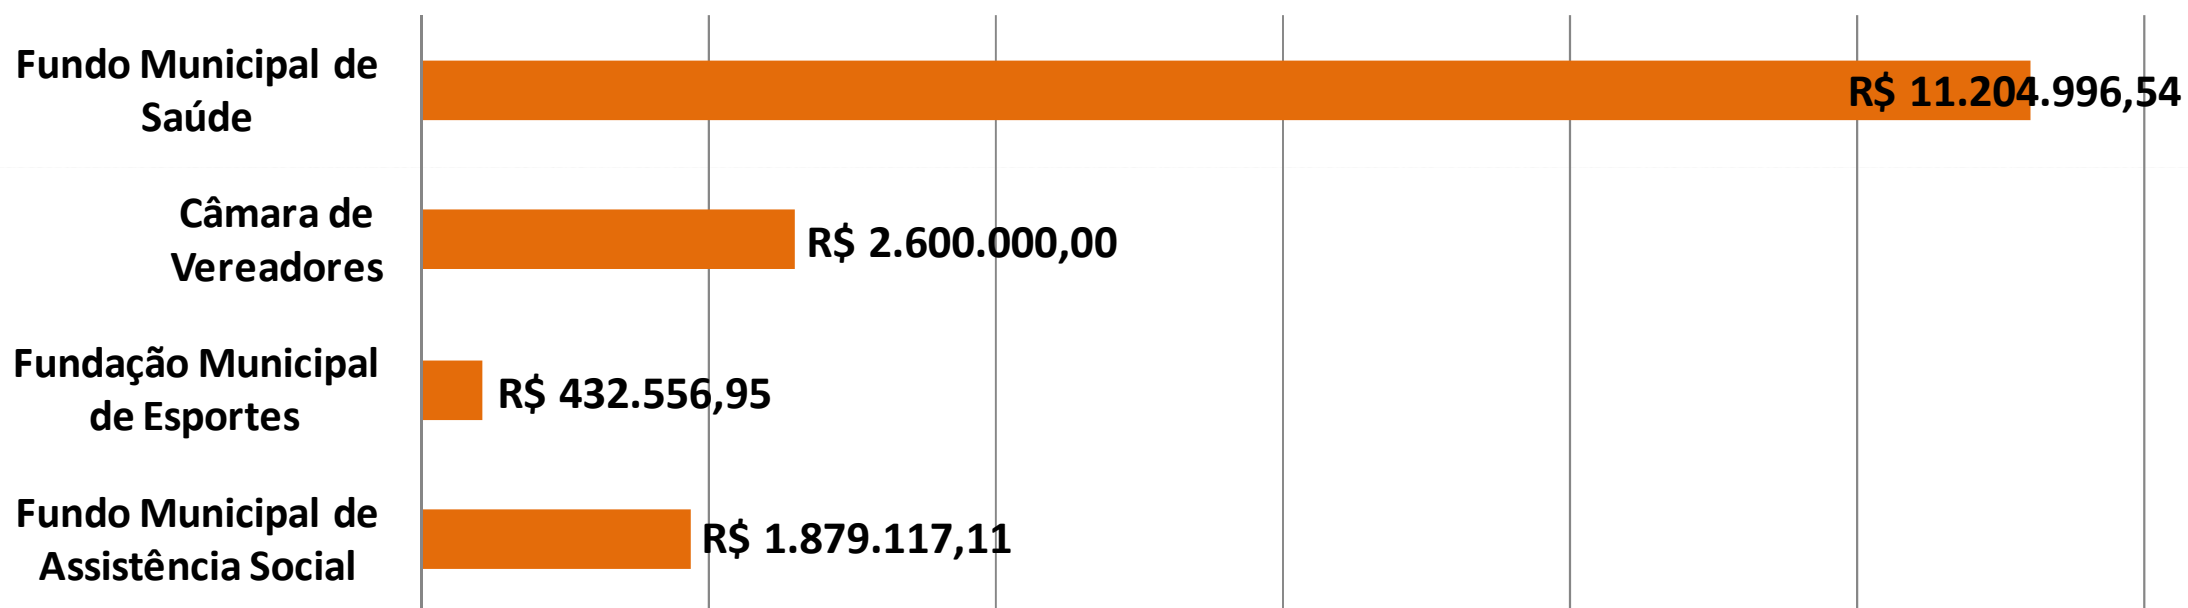 Fundo Municipal de
Saúde
R$ 11.204.996,54
Câmara de
Vereadores
R$ 2.600.000,00
Fundação Municipal
de Esportes
R$ 432.556,95
Fundo Municipal de
Assistência Social
R$ 1.879.117,11